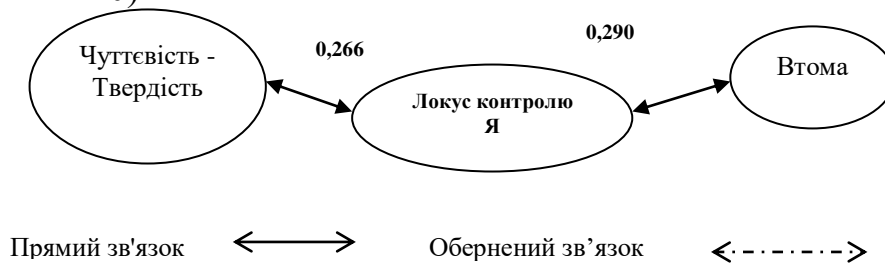 Чуттєвість -
Твердість
0,266
Локус контролю
Я
0,290
Втома
Прямий зв'язок
Обернений зв’язок